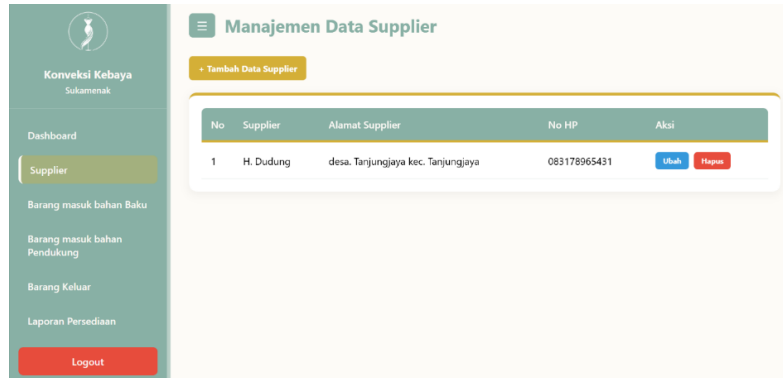 Konveksi Kebaya
Sukamenak
Dashboard
Supplier
Barang masuk bahan Baku
Barang masuk bahan
Pendukung
Barang Keluar
Laporan Persediaan
Logout
☰ Manajemen Data Supplier
+ Tambah Data Supplier
No Supplier Alamat Supplier No HP Aksi
1 H. Dudung desa. Tanjungjaya kec. Tanjungjaya 083178965431 Ubah Hapus